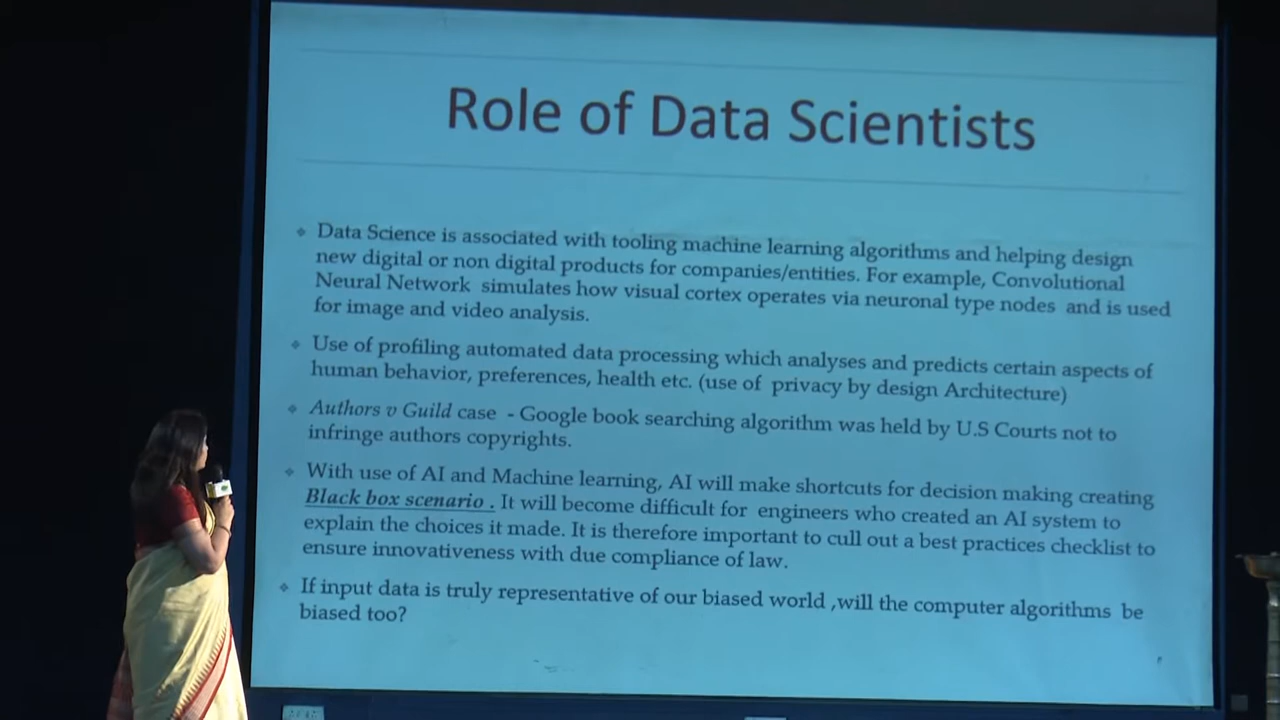 Role of Data Scientists
Data Science is associated with tooling machine learning algorithms and helping design
new digital or non digital products for companies/entities. For example, Convolutional
Neural Network simulates how visual cortex operates via neuronal type nodes and is used
for image and video analysis.
Use of profiling automated data processing which analyses and predicts certain aspects of
human behavior, preferences, health etc. (use of privacy by design Architecture)
Authors v Guild case - Google book searching algorithm was held by U.S Courts not to
infringe authors copyrights.
With use of AI and Machine learning, AI will make shortcuts for decision making creating
Black box scenario . It will become difficult for engineers who created an AI system to
explain the choices it made. It is therefore important to cull out a best practices checklist to
ensure innovativeness with due compliance of law.
If input data is truly representative of our biased world ,will the computer algorithms be
biased too?